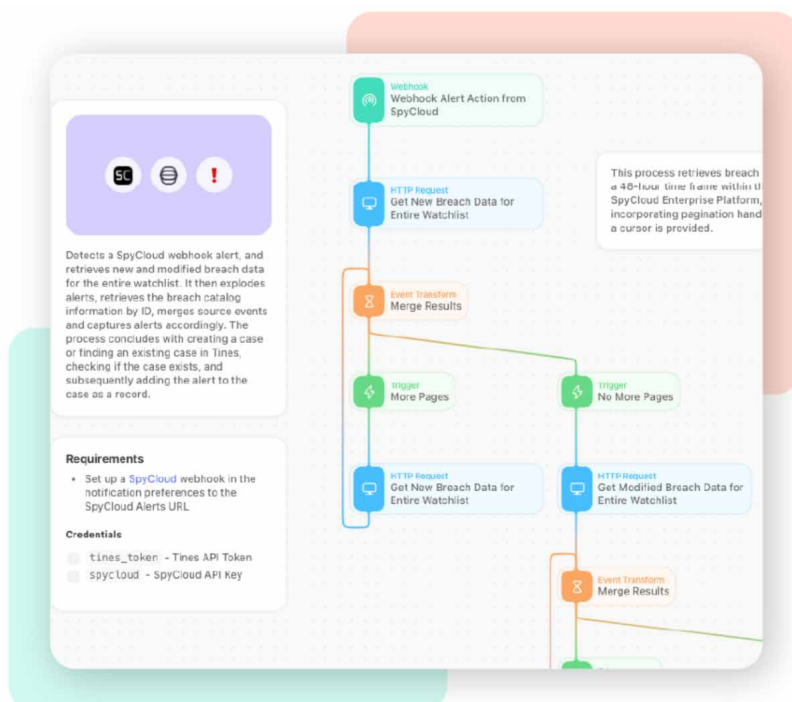 SC
Detects a SpyCloud webhook alert, and
retrieves new and modified breach data
for the entire watchlist. It then explodes
alerts, retrieves the breach catalog
information by ID, merges source events
and captures alerts accordingly. The
process concludes with creating a case
or finding an existing case in Tines,
checking if the case exists, and
subsequently adding the alert to the
case as a record.
Requirements
• Set up a SpyCloud webhook in the
notification preferences to the
SpyCloud Alerts URL
Credentials
tines_token - Tines API Token
spycloud - SpyCloud API Key
Webhook
Webhook Alert Action from
SpyCloud
HTTP Request
Get New Breach Data for
Entire Watchlist
This process retrieves breach
a 48-hour time frame within
SpyCloud Enterprise Platform,
incorporating pagination hand
a cursor is provided.
Event Transform
Merge Results
Trigger
More Pages
Trigger
No More Pages
HTTP Request
Get New Breach Data for
Entire Watchlist
HTTP Request
Get Modified Breach Data for
Entire Watchlist
Event Transform
Merge Results